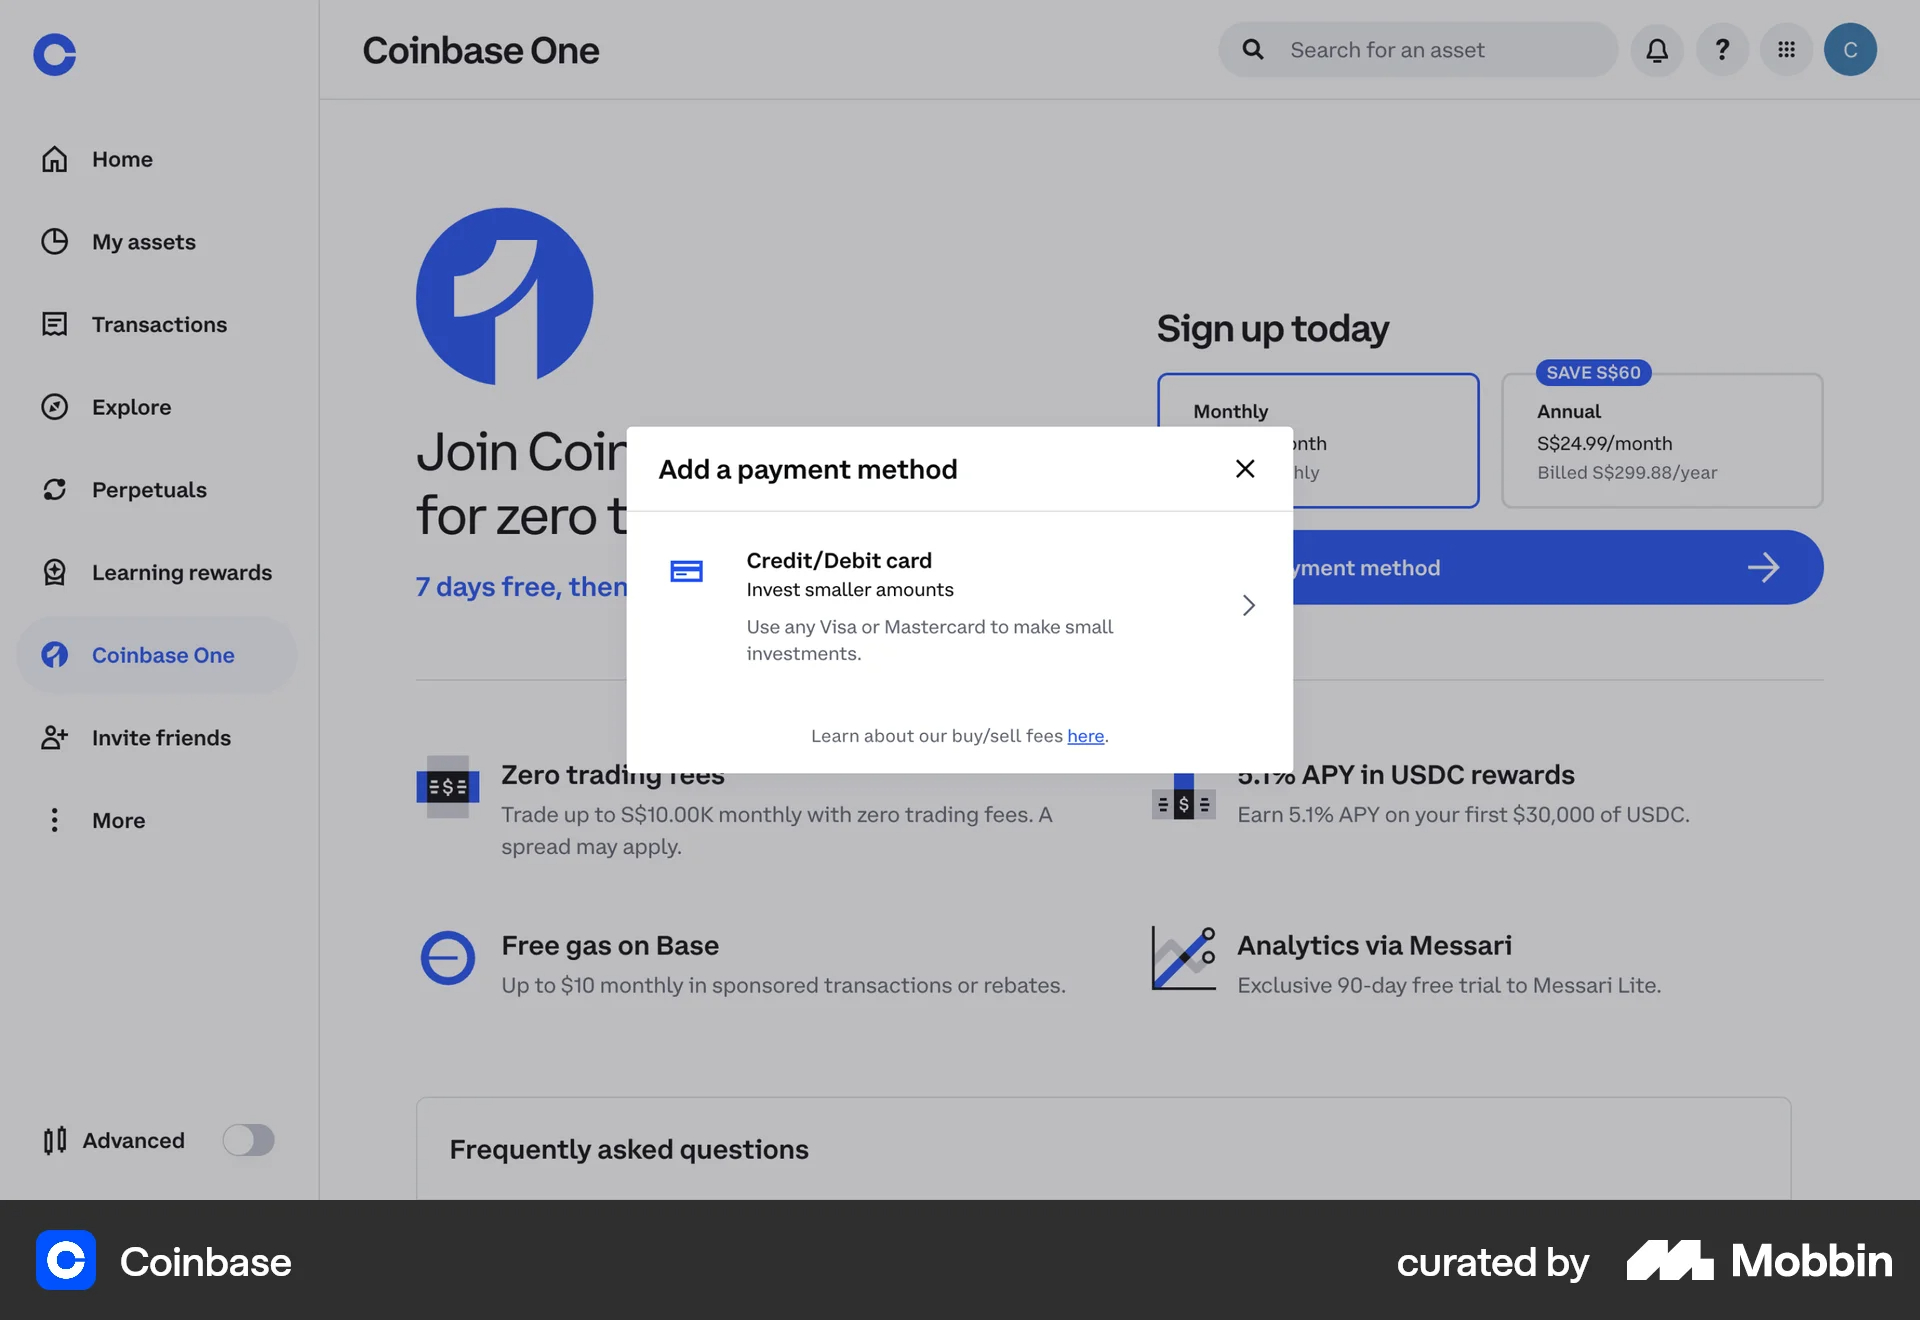 Coinbase One
Search for an asset
C
Home
My assets
Transactions
Explore
Perpetuals
Learning rewards
Coinbase One
Invite friends
More
Advanced
Join Coin
for zero t
7 days free, then
Sign up today
Monthly
onth
hly
SAVE S$60
Annual
S$24.99/month
Billed S$299.88/year
yment method
Add a payment method
Credit/Debit card
Invest smaller amounts
Use any Visa or Mastercard to make small
investments.
Learn about our buy/sell fees here.
Zero trading fees
Trade up to S$10.00K monthly with zero trading fees. A
spread may apply.
5.1% APY in USDC rewards
Earn 5.1% APY on your first $30,000 of USDC.
Free gas on Base
Up to $10 monthly in sponsored transactions or rebates.
Analytics via Messari
Exclusive 90-day free trial to Messari Lite.
Frequently asked questions
Coinbase
curated by
Mobbin